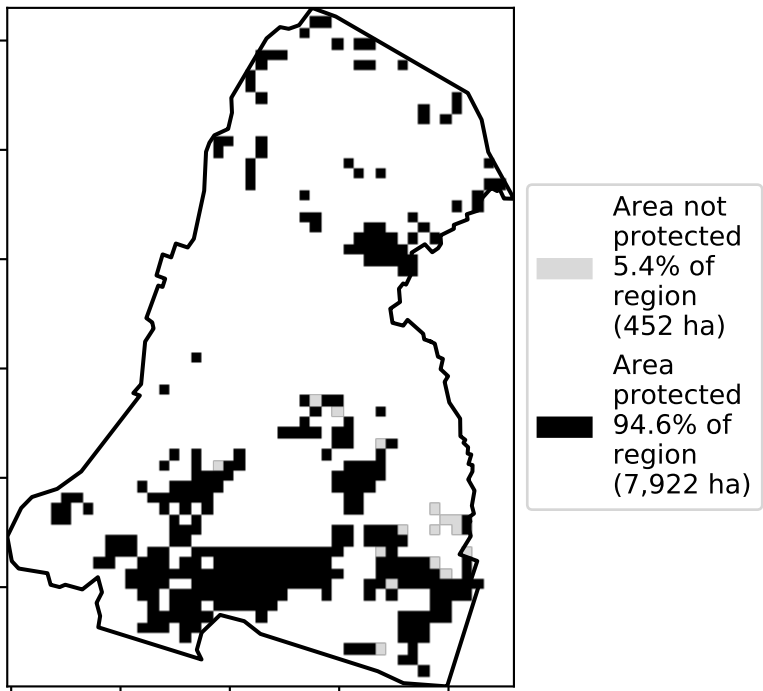 Area not
protected
5.4% of
region
(452 ha)
Area
protected
94.6% of
region
(7,922 ha)